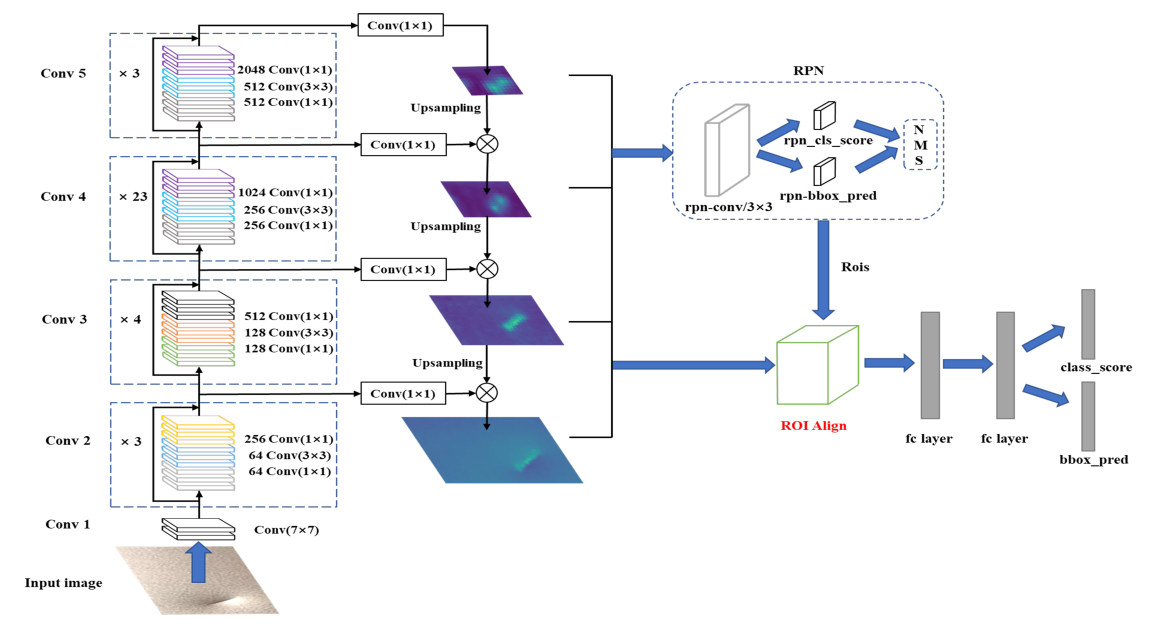 Conv(1×1)
Conv 5
× 3
2048 Conv(1×1)
512 Conv(3×3)
512 Conv(1×1)
Upsampling
Conv(1×1)
Conv 4
× 23
1024 Conv(1×1)
256 Conv(3×3)
256 Conv(1×1)
Upsampling
Conv(1×1)
Conv 3
× 4
512 Conv(1×1)
128 Conv(3×3)
128 Conv(1×1)
Upsampling
Conv(1×1)
Conv 2
× 3
256 Conv(1×1)
64 Conv(3×3)
64 Conv(1×1)
Conv 1
Conv(7×7)
Input image
RPN
rpn-conv/3×3
rpn_cls_score
rpn-bbox_pred
N
M
S
Rois
ROI Align
fc layer
fc layer
class_score
bbox_pred